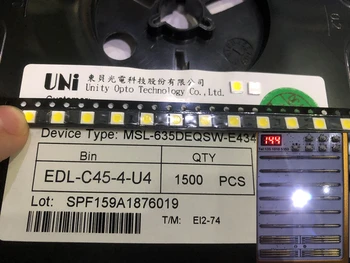 UNi
東貝光電科技股份有限公司
Unity Opto Technology Co., Ltd.
Device Type: MSL-635DEQSW-E434
Bin QTY
EDL-C45-4-U4 1500 PCS
Lot: SPF159A1876019
T/M: EI2-74
144